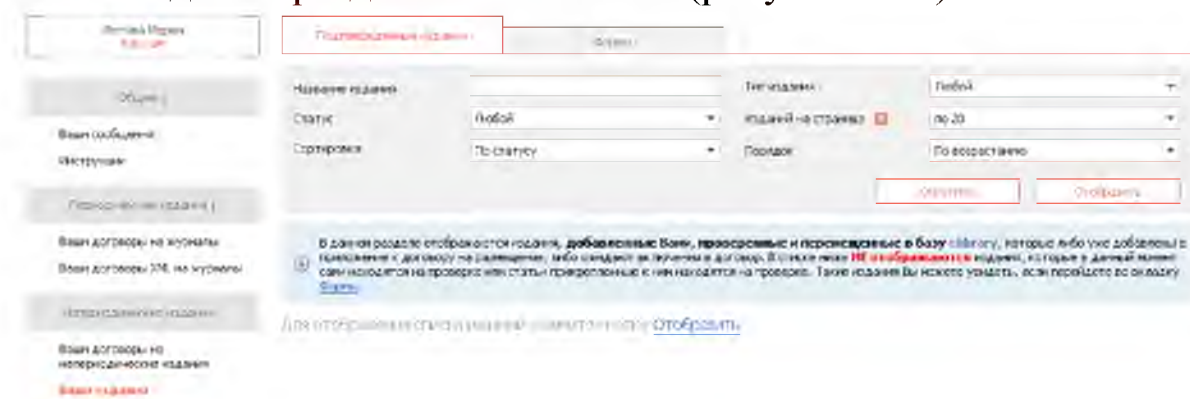 Общие
Ваши сообщения
Инструкции
Периодические издания
Ваши договоры на журналы
Ваши договоры XML на журналы
Непериодические издания
Ваши договоры на
непериодические издания
Ваши издания
Подтвержденные издания
Название издания
Тип издания Любой
Статус Любой
Изданий на странице по 20
Сортировка По статусу
Порядок По возрастанию
Очистить Отобрать
В данном разделе отображаются издания, добавленные Вами, проверенные и перемещенные в базу elibrary, которые либо уже добавлены в
приложение к договору на размещение, либо ожидают включения в договор. В списке ниже НЕ отображаются издания, которые в данный момент
сами находятся на проверке или статьи прикрепленные к ним находятся на проверке. Такие издания Вы можете увидеть, если перейдете во вкладку
Для отображения списка изданий нажмите кнопку Отобразить